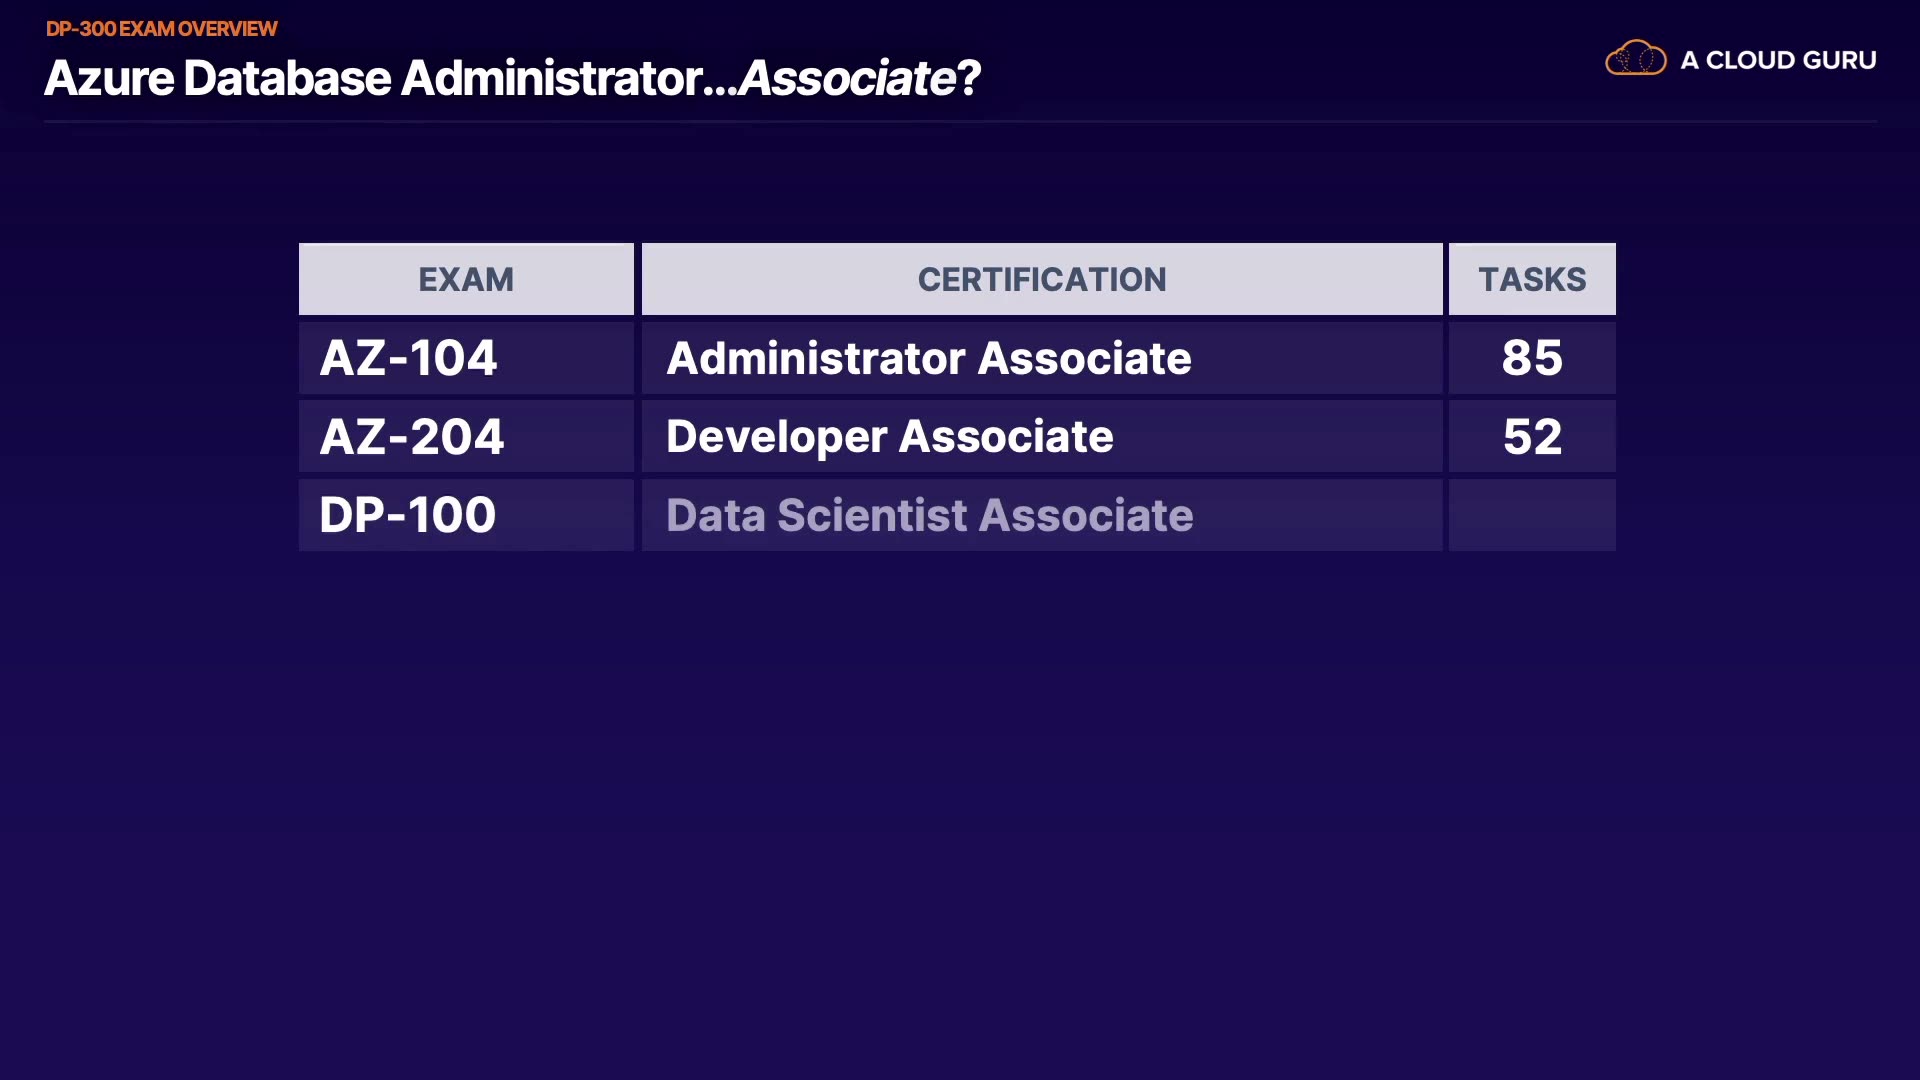 DP-300 EXAM OVERVIEW
Azure Database Administrator...Associate?
A CLOUD GURU
EXAM CERTIFICATION TASKS
AZ-104 Administrator Associate 85
AZ-204 Developer Associate 52
DP-100 Data Scientist Associate